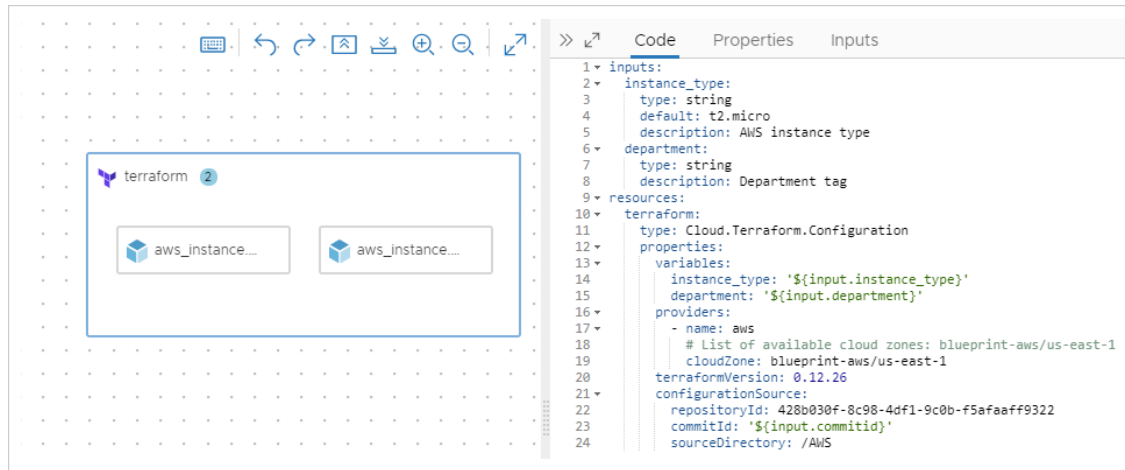 Code Properties Inputs
terraform 2
aws_instance.... aws_instance....
1 inputs:
2   instance_type:
3     type: string
4     default: t2.micro
5     description: AWS instance type
6   department:
7     type: string
8     description: Department tag
9 resources:
10   terraform:
11     type: Cloud.Terraform.Configuration
12     properties:
13       variables:
14         instance_type: '${input.instance_type}'
15         department: '${input.department}'
16       providers:
17         - name: aws
18           # List of available cloud zones: blueprint-aws/us-east-1
19           cloudZone: blueprint-aws/us-east-1
20       terraformVersion: 0.12.26
21       configurationSource:
22         repositoryId: 428b030f-8c98-4df1-9c0b-f5afaaff9322
23         commitId: '${input.commitid}'
24         sourceDirectory: /AWS